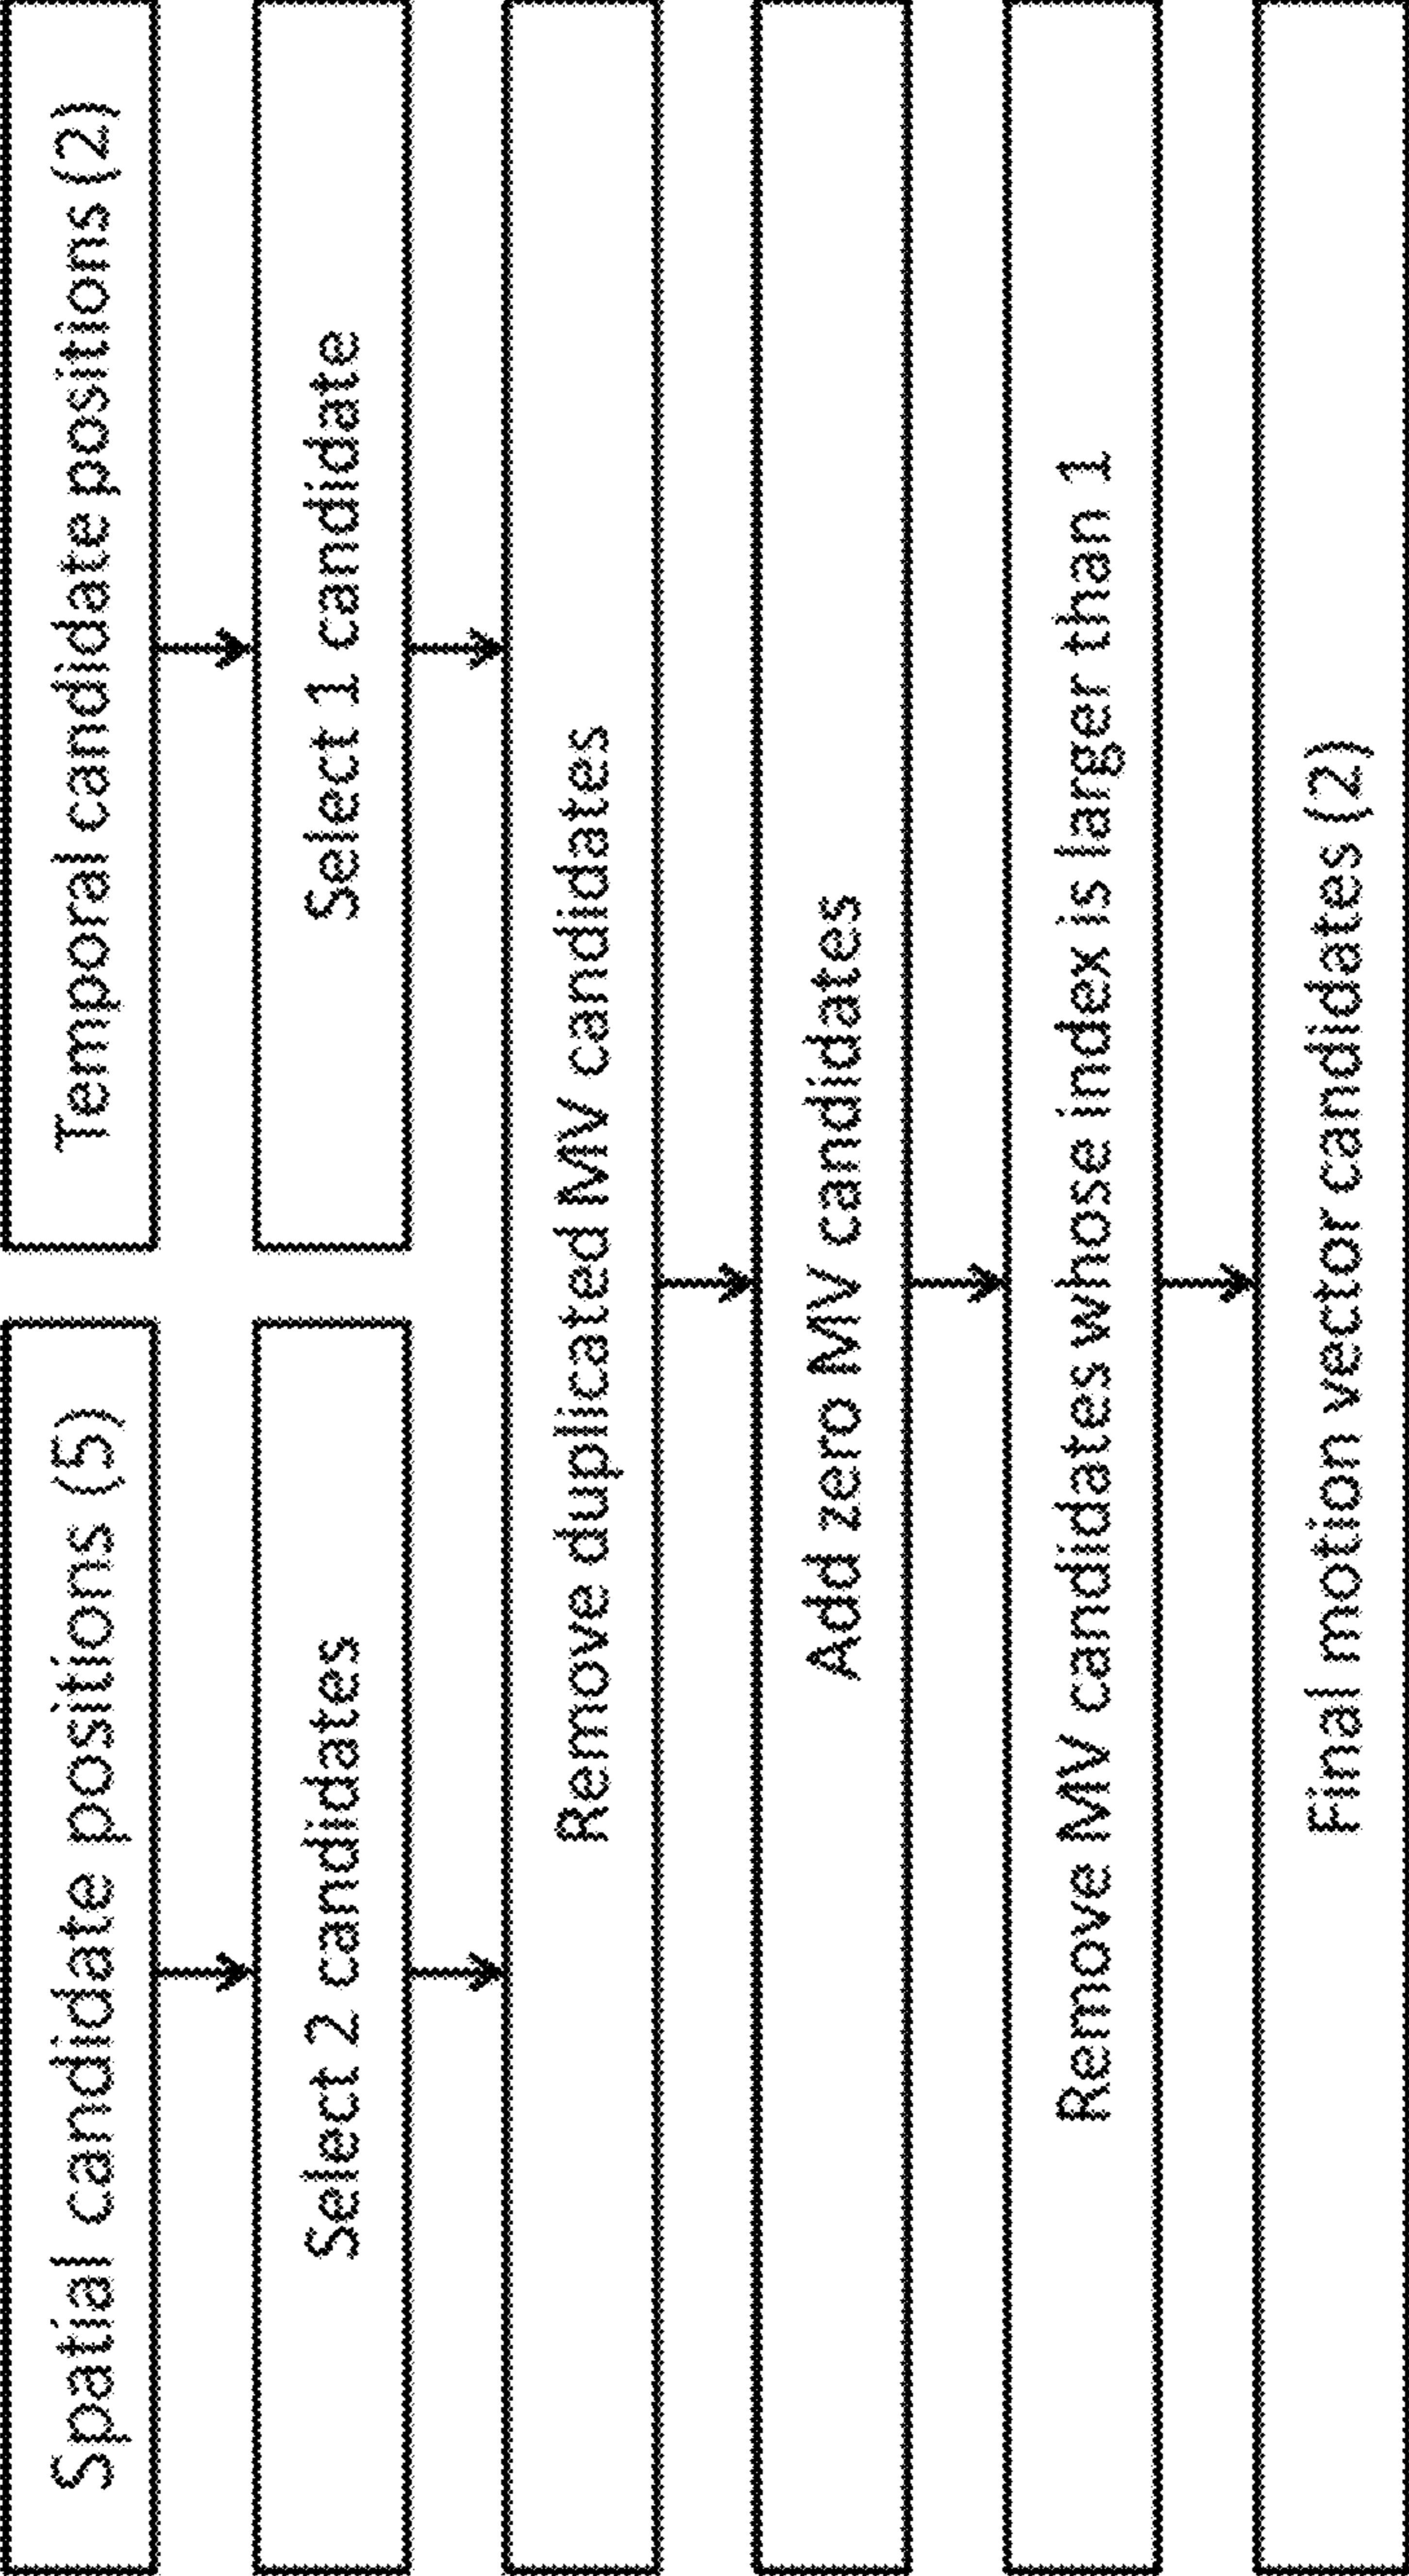 Spatial candidate positions (5)
Temporal candidate positions (2)
Select 2 candidates
Select 1 candidate
Remove duplicated MV candidates
Add zero MV candidates
Remove MV candidates whose index is larger than 1
Final motion vector candidates (2)